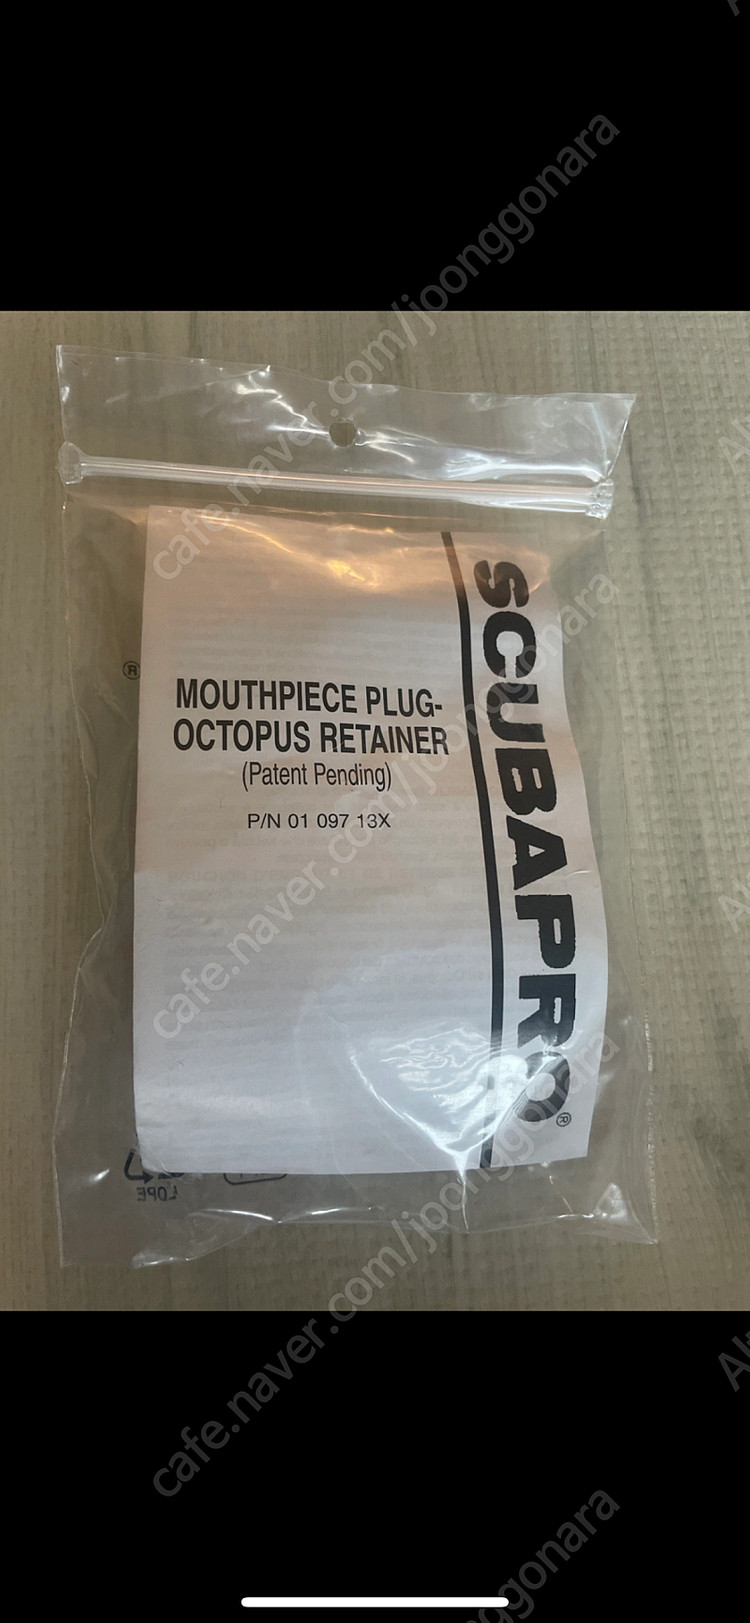 MOUTHPIECE PLUG-
OCTOPUS RETAINER
(Patent Pending)
P/N 01 097 13X
SCUBAPRO®
®
LDPE
cafe.naver.com/joonggonara
cafe.naver.com/joonggonara
cafe.naver.com/joonggonara